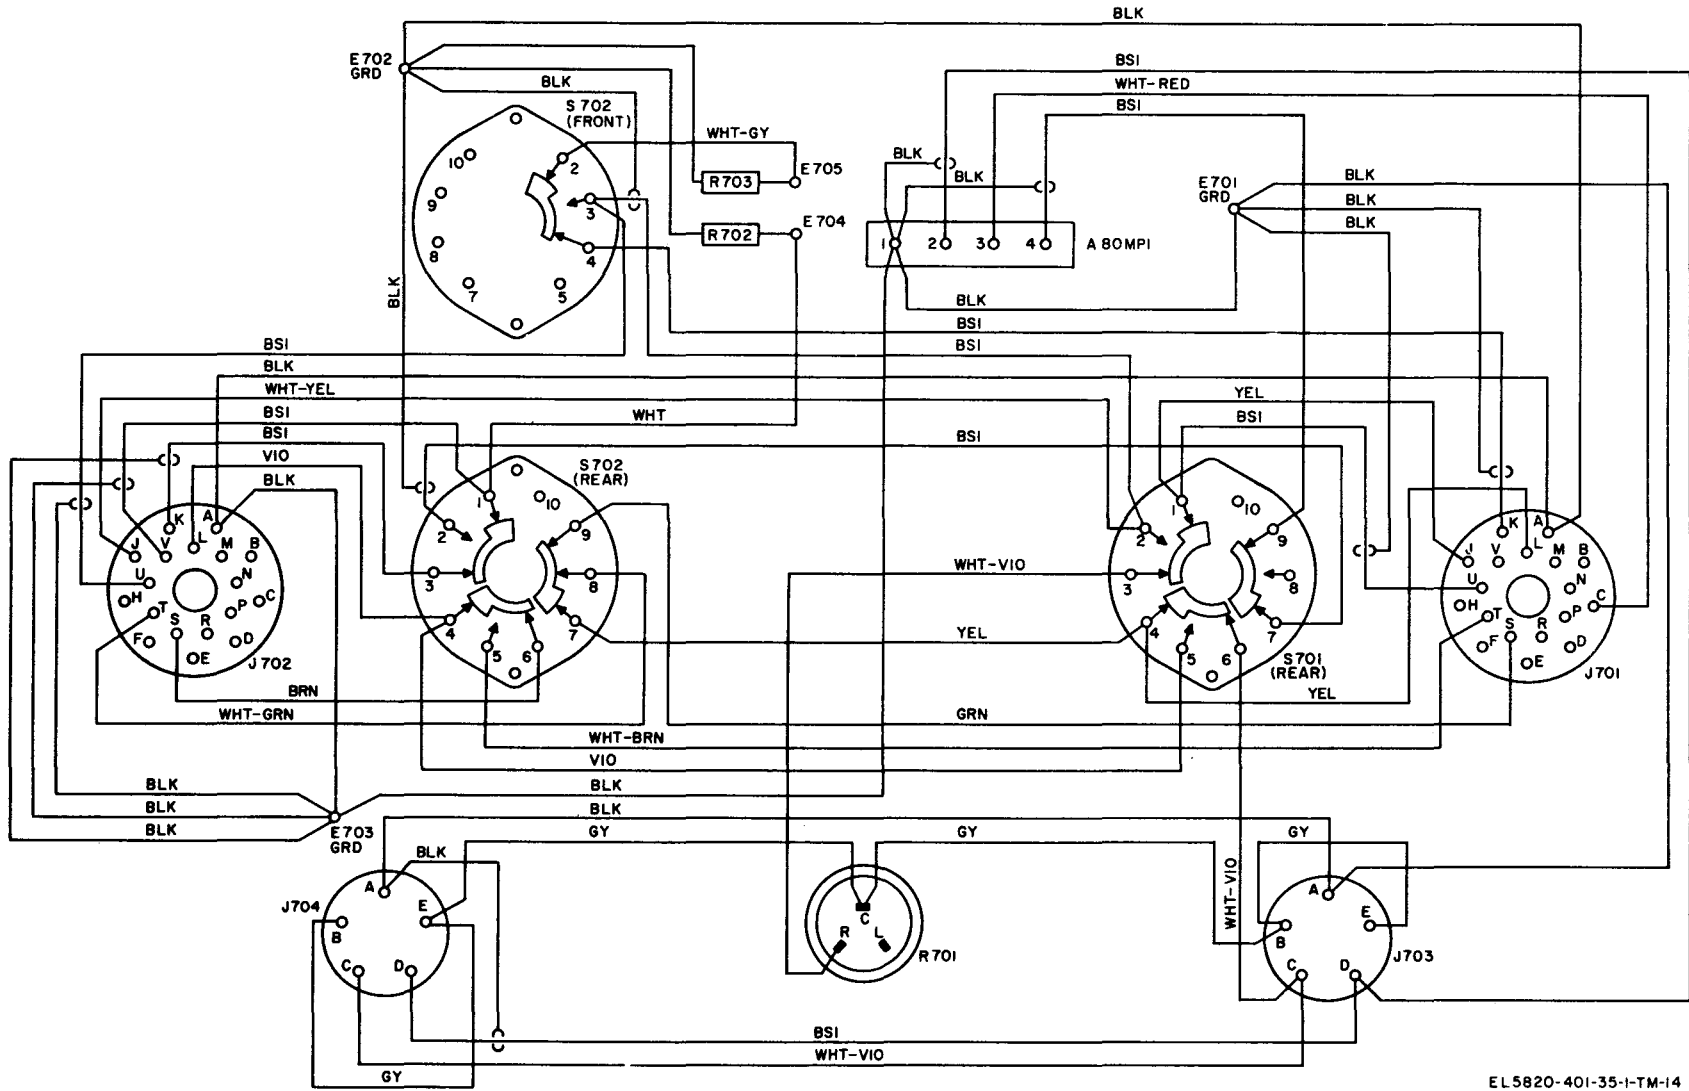 BLK
E702
GRD
BLK
S702
(FRONT)
WHT-GY
BSI
WHT-RED
BSI
BLK
BLK
E701
GRD
BLK
BLK
BLK
10
2
9
3
8
4
7
5
R703
E705
R702
E704
1
2
3
4
A80MP1
BLK
BLK
BSI
BSI
BSI
BLK
WHT-YEL
BSI
BSI
VIO
BLK
WHT
BSI
YEL
BSI
S702
(REAR)
1
10
2
9
3
8
4
7
5
6
1
10
2
9
3
8
4
7
5
6
S701
(REAR)
K
A
J
V
L
M
B
U
N
H
T
P
C
S
R
F
D
E
J702
K
A
J
V
L
M
B
U
N
H
T
P
C
S
R
F
D
E
J701
WHT-VIO
YEL
YEL
BRN
WHT-GRN
GRN
WHT-BRN
VIO
BLK
BLK
BLK
BLK
BLK
E703
GRD
BLK
GY
GY
GY
WHT-VIO
A
E
J704
B
C
D
C
R
L
R701
A
E
B
C
D
J703
BSI
WHT-VIO
GY
EL5820-401-35-1-TM-14